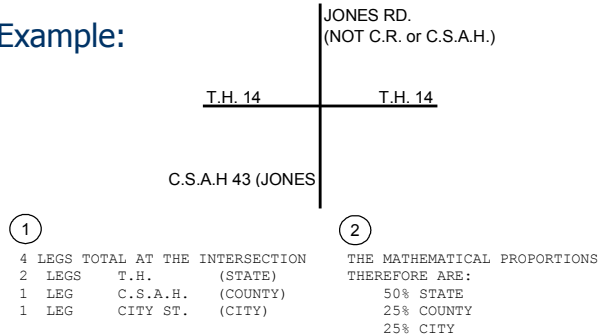 Example:
JONES RD.
(NOT C.R. or C.S.A.H.)
T.H. 14
T.H. 14
C.S.A.H 43 (JONES
1
4 LEGS TOTAL AT THE INTERSECTION
2 LEGS T.H. (STATE)
1 LEG C.S.A.H. (COUNTY)
1 LEG CITY ST. (CITY)
2
THE MATHEMATICAL PROPORTIONS
THEREFORE ARE:
50% STATE
25% COUNTY
25% CITY